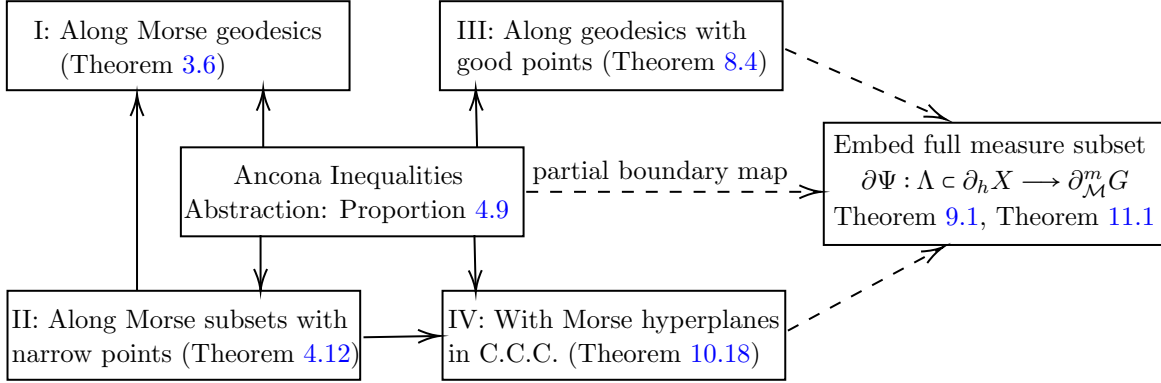 I: Along Morse geodesics
(Theorem 3.6)
III: Along geodesics with
good points (Theorem 8.4)
Ancona Inequalities
Abstraction: Proportion 4.9
partial boundary map
Embed full measure subset
∂Ψ : Λ ⊂ ∂ₕX ⟶ ∂ᵐ_ℳ G
Theorem 9.1, Theorem 11.1
II: Along Morse subsets with
narrow points (Theorem 4.12)
IV: With Morse hyperplanes
in C.C.C. (Theorem 10.18)